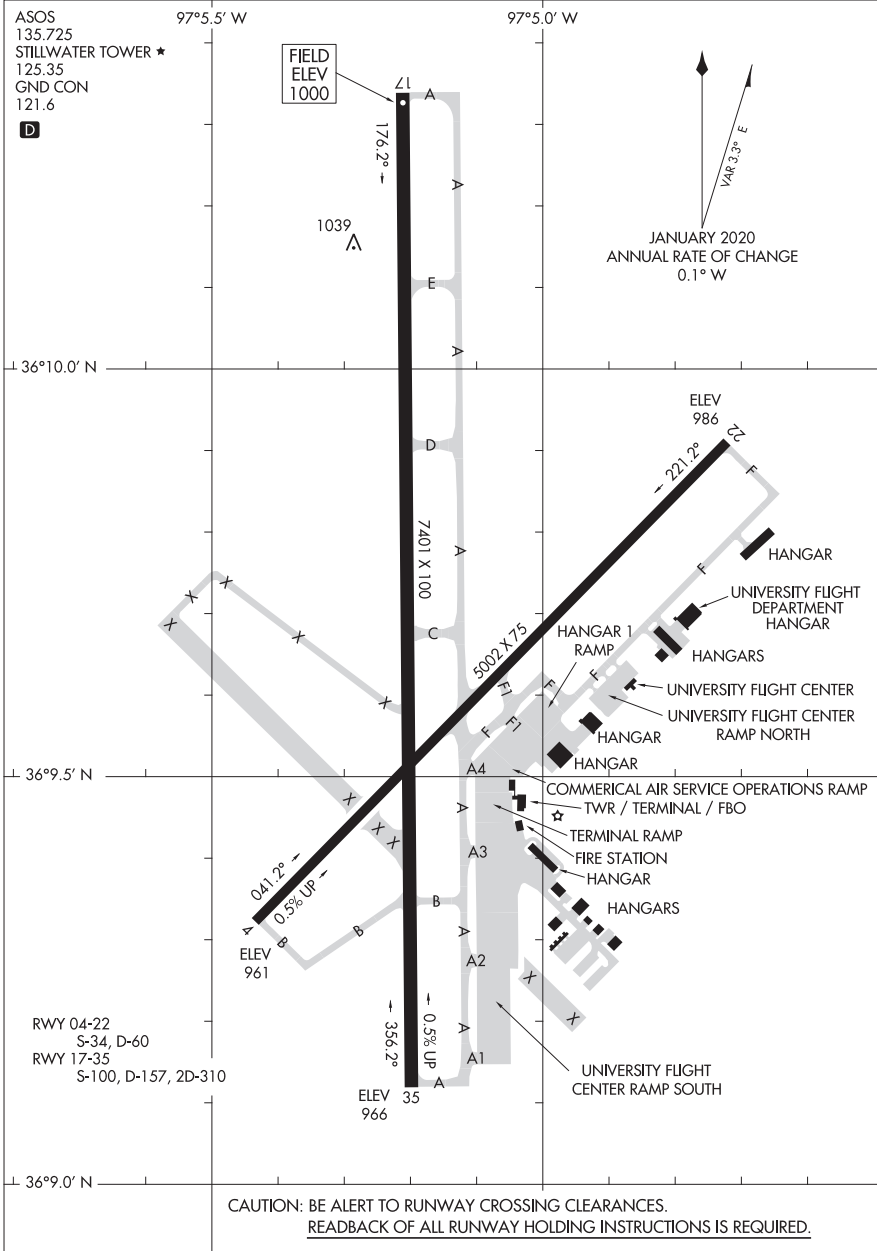 ASOS
135.725
STILLWATER TOWER ★
125.35
GND CON
121.6
D
97°5.5' W
97°5.0' W
FIELD
ELEV
1000
17
A
176.2°
A
VAR 3.3° E
JANUARY 2020
ANNUAL RATE OF CHANGE
0.1° W
1039
E
A
36°10.0' N
ELEV
986
22
D
221.2°
F
7401 X 100
A
HANGAR
F
X
X
X
UNIVERSITY FLIGHT
DEPARTMENT
HANGAR
X
C
5002 X 75
HANGAR 1
RAMP
HANGARS
F
F
F1
UNIVERSITY FLIGHT CENTER
X
UNIVERSITY FLIGHT CENTER
RAMP NORTH
F
F1
HANGAR
HANGAR
A4
36°9.5' N
COMMERICAL AIR SERVICE OPERATIONS RAMP
X
A
TWR / TERMINAL / FBO
X
X
TERMINAL RAMP
A3
FIRE STATION
HANGAR
041.2°
0.5% UP
B
HANGARS
4
B
B
A
ELEV
961
A2
X
X
RWY 04-22
S-34, D-60
RWY 17-35
S-100, D-157, 2D-310
356.2°
0.5% UP
A
A1
UNIVERSITY FLIGHT
CENTER RAMP SOUTH
A
ELEV
966
35
36°9.0' N
CAUTION: BE ALERT TO RUNWAY CROSSING CLEARANCES.
READBACK OF ALL RUNWAY HOLDING INSTRUCTIONS IS REQUIRED.